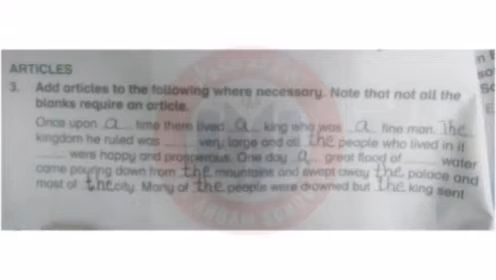 ARTICLES
3. Add articles to the following where necessary. Note that not all the
blanks require an article.
Once upon a time there lived a king who was a fine man. The
kingdom he ruled was ____ very large and all the people who lived in it
____ were happy and prosperous. One day a great flood of ____ water
came pouring down from the mountains and swept away the palace and
most of the city. Many of the people were drowned but the king sent